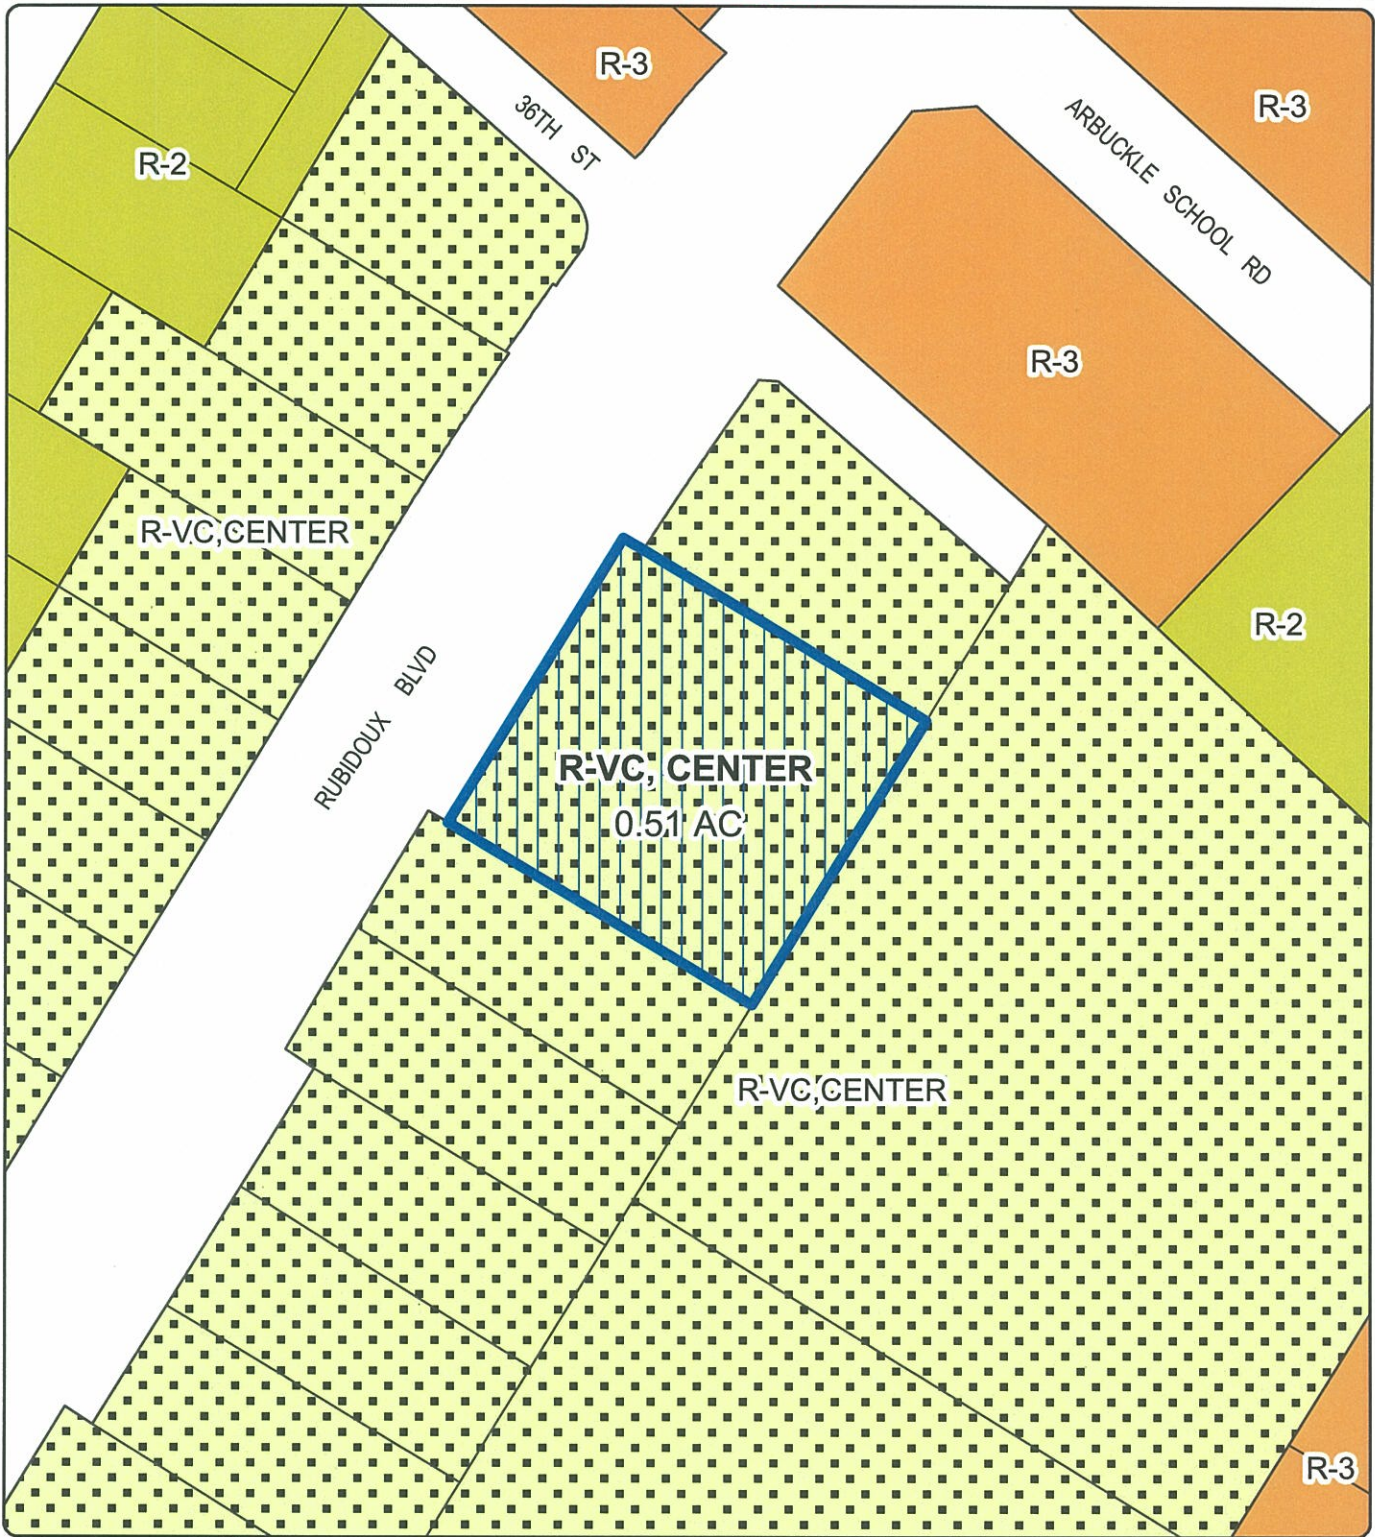 R-3
36TH ST
R-3
ARBUCKLE SCHOOL RD
R-2
R-3
R-VC,CENTER
R-2
RUBIDOUX BLVD
R-VC, CENTER
0.51 AC
R-VC,CENTER
R-3